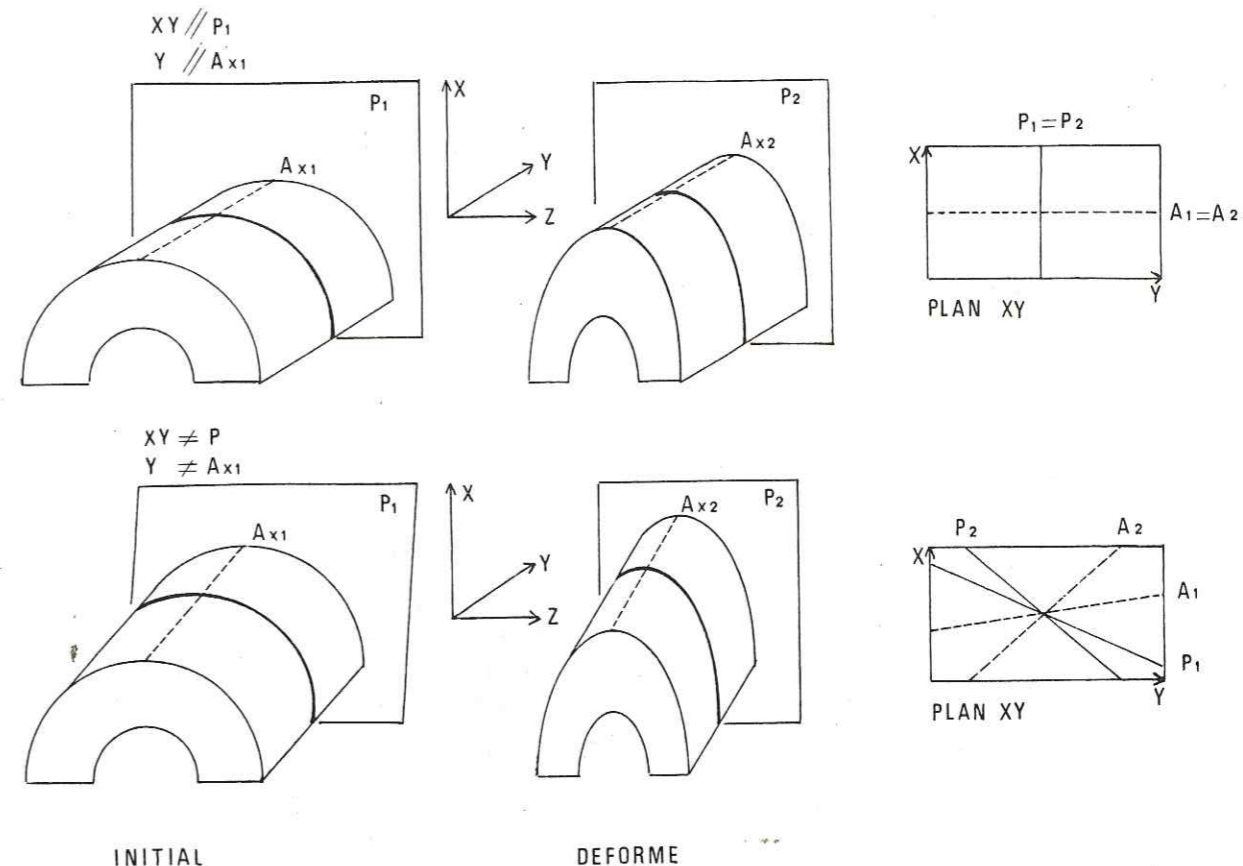 XY // P1
Y // Ax1
P1
Ax1
X
Y
Z
P2
Ax2
P1=P2
X
A1=A2
Y
PLAN XY
XY ≠ P
Y ≠ Ax1
P1
Ax1
X
Y
Z
P2
Ax2
P2
A2
X
A1
P1
Y
PLAN XY
INITIAL
DEFORME